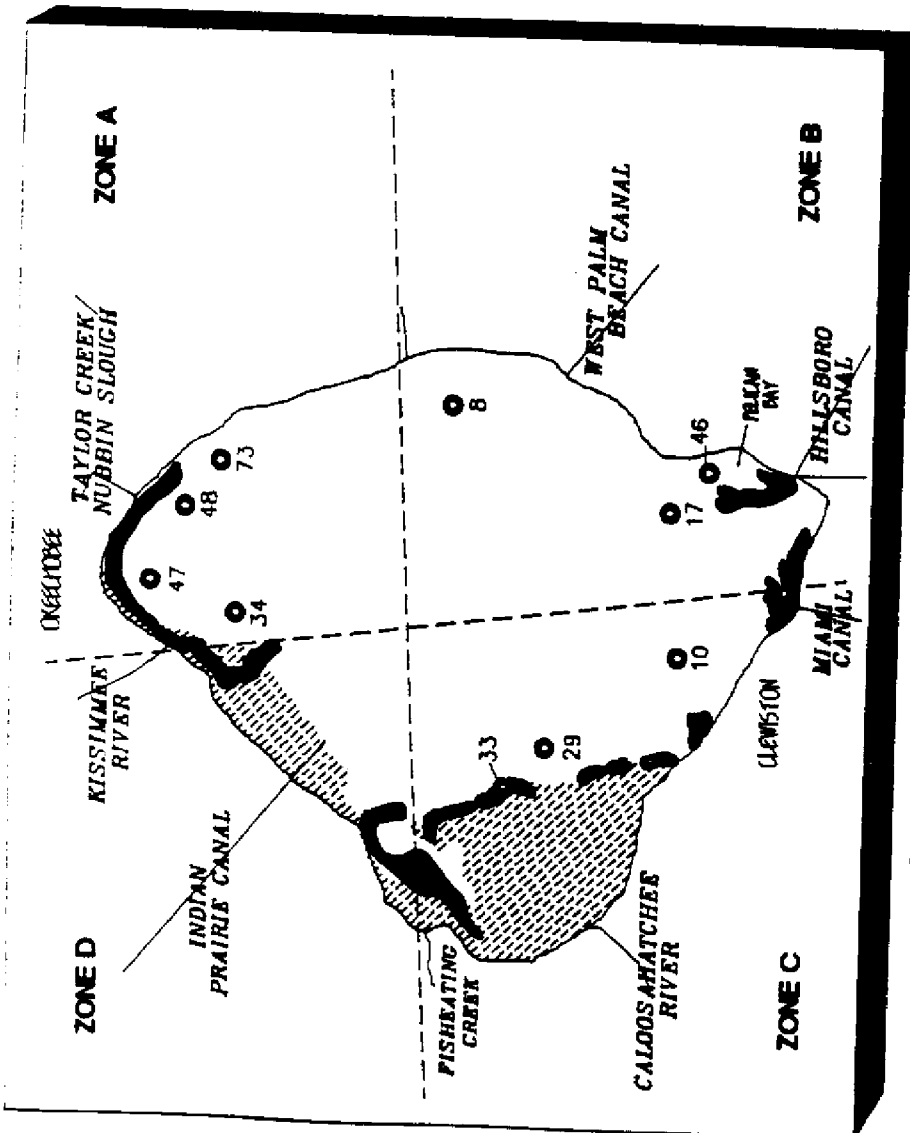 ZONE A
ZONE B
ZONE C
ZONE D
TAYLOR CREEK
NUBBIN SLOUGH
OKEECHOBEE
KISSIMMEE
RIVER
INDIAN
PRAIRIE CANAL
FISHEATING
CREEK
CALOOSAHATCHEE
RIVER
CLEWISTON
MIAMI
CANAL
HILLSBORO
CANAL
PELICAN
BAY
WEST PALM
BEACH CANAL
73
48
47
34
8
46
17
10
29
33